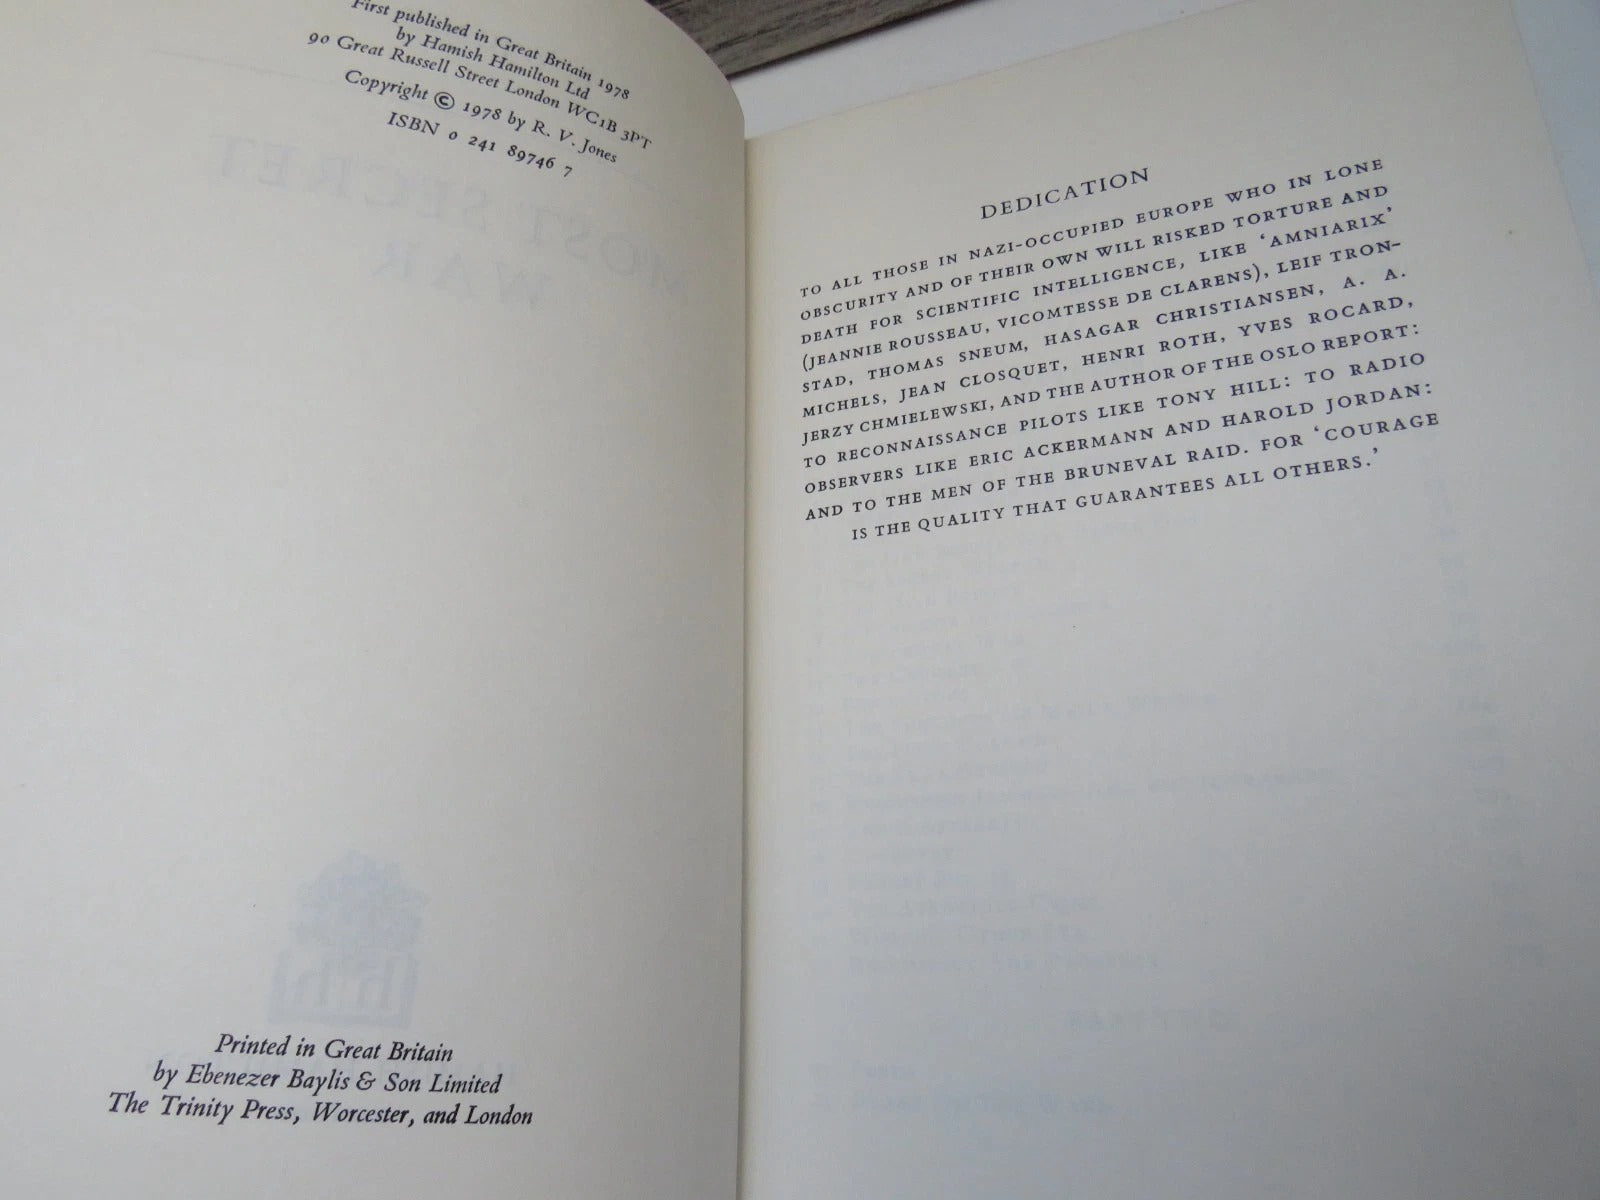 First published in Great Britain 1978
by Hamish Hamilton Ltd
90 Great Russell Street London WC1B 3PT
Copyright © 1978 by R. V. Jones
ISBN 0 241 89746 7
MOST SECRET
WAR
Printed in Great Britain
by Ebenezer Baylis & Son Limited
The Trinity Press, Worcester, and London
DEDICATION
TO ALL THOSE IN NAZI-OCCUPIED EUROPE WHO IN LONE
OBSCURITY AND OF THEIR OWN WILL RISKED TORTURE AND
DEATH FOR SCIENTIFIC INTELLIGENCE, LIKE ‘AMNIARIX’
(JEANNIE ROUSSEAU, VICOMTESSE DE CLARENS), LEIF TRON-
STAD, THOMAS SNEUM, HASAGAR CHRISTIANSEN, A. A.
MICHELS, JEAN CLOSQUET, HENRI ROTH, YVES ROCARD,
JERZY CHMIELEWSKI, AND THE AUTHOR OF THE OSLO REPORT:
TO RECONNAISSANCE PILOTS LIKE TONY HILL: TO RADIO
OBSERVERS LIKE ERIC ACKERMANN AND HAROLD JORDAN:
AND TO THE MEN OF THE BRUNEVAL RAID. FOR ‘COURAGE
IS THE QUALITY THAT GUARANTEES ALL OTHERS.’
PART TWO